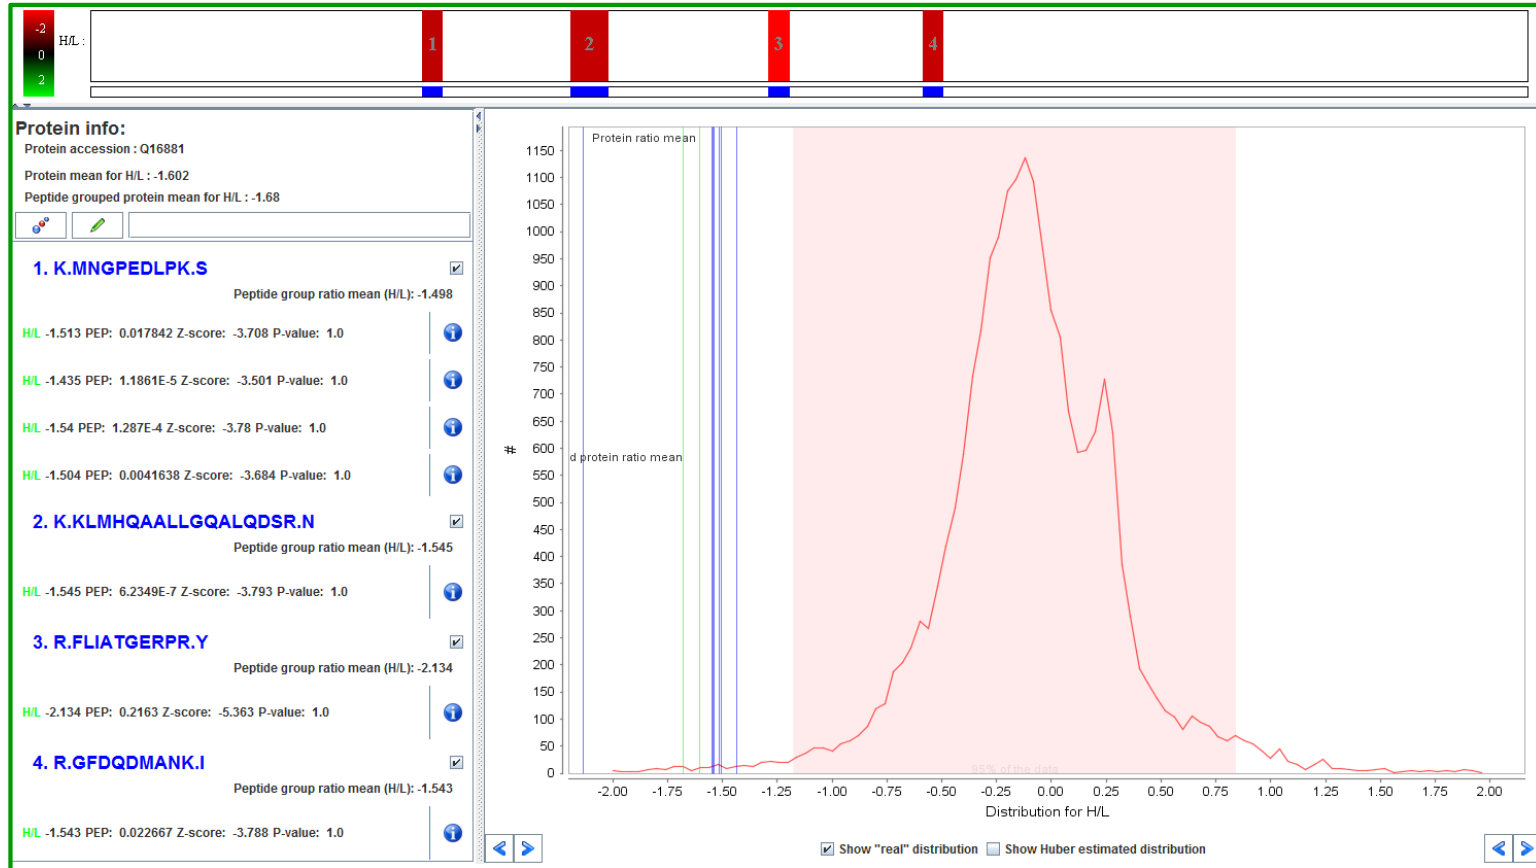 -2
0
2
H/L :
1
2
3
4
Protein info:
Protein accession : Q16881
Protein mean for H/L : -1.602
Peptide grouped protein mean for H/L : -1.68
1. K.MNGPEDLPK.S
Peptide group ratio mean (H/L): -1.498
H/L -1.513 PEP: 0.017842 Z-score: -3.708 P-value: 1.0
H/L -1.435 PEP: 1.1861E-5 Z-score: -3.501 P-value: 1.0
H/L -1.54 PEP: 1.287E-4 Z-score: -3.78 P-value: 1.0
H/L -1.504 PEP: 0.0041638 Z-score: -3.684 P-value: 1.0
2. K.KLMHQAALLGQALQDSR.N
Peptide group ratio mean (H/L): -1.545
H/L -1.545 PEP: 6.2349E-7 Z-score: -3.793 P-value: 1.0
3. R.FLIATGERPR.Y
Peptide group ratio mean (H/L): -2.134
H/L -2.134 PEP: 0.2163 Z-score: -5.363 P-value: 1.0
4. R.GFDQDMANK.I
Peptide group ratio mean (H/L): -1.543
H/L -1.543 PEP: 0.022667 Z-score: -3.788 P-value: 1.0
Protein ratio mean
d protein ratio mean
#
1150
1100
1050
1000
950
900
850
800
750
700
650
600
550
500
450
400
350
300
250
200
150
100
50
0
95% of the data
-2.00 -1.75 -1.50 -1.25 -1.00 -0.75 -0.50 -0.25 0.00 0.25 0.50 0.75 1.00 1.25 1.50 1.75 2.00
Distribution for H/L
Show "real" distribution Show Huber estimated distribution